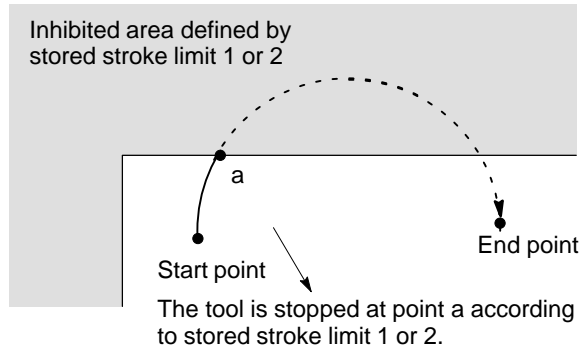 Inhibited area defined by
stored stroke limit 1 or 2
a
End point
Start point
The tool is stopped at point a according
to stored stroke limit 1 or 2.